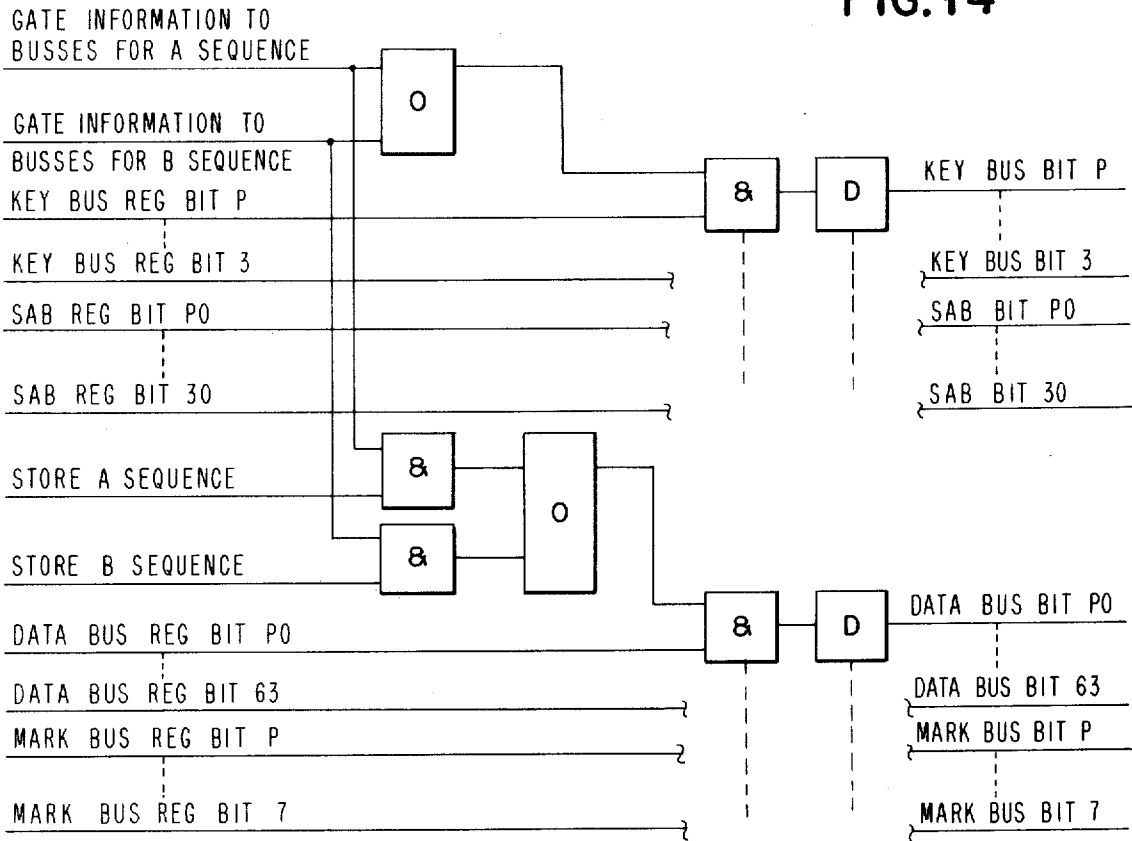 FIG.14
GATE INFORMATION TO
BUSSES FOR A SEQUENCE
O
GATE INFORMATION TO
BUSSES FOR B SEQUENCE
KEY BUS REG BIT P
& D
KEY BUS BIT P
KEY BUS REG BIT 3
KEY BUS BIT 3
SAB REG BIT PO
SAB BIT PO
SAB REG BIT 30
SAB BIT 30
&
STORE A SEQUENCE
O
&
STORE B SEQUENCE
& D
DATA BUS BIT PO
DATA BUS REG BIT PO
DATA BUS REG BIT 63
DATA BUS BIT 63
MARK BUS REG BIT P
MARK BUS BIT P
MARK BUS REG BIT 7
MARK BUS BIT 7